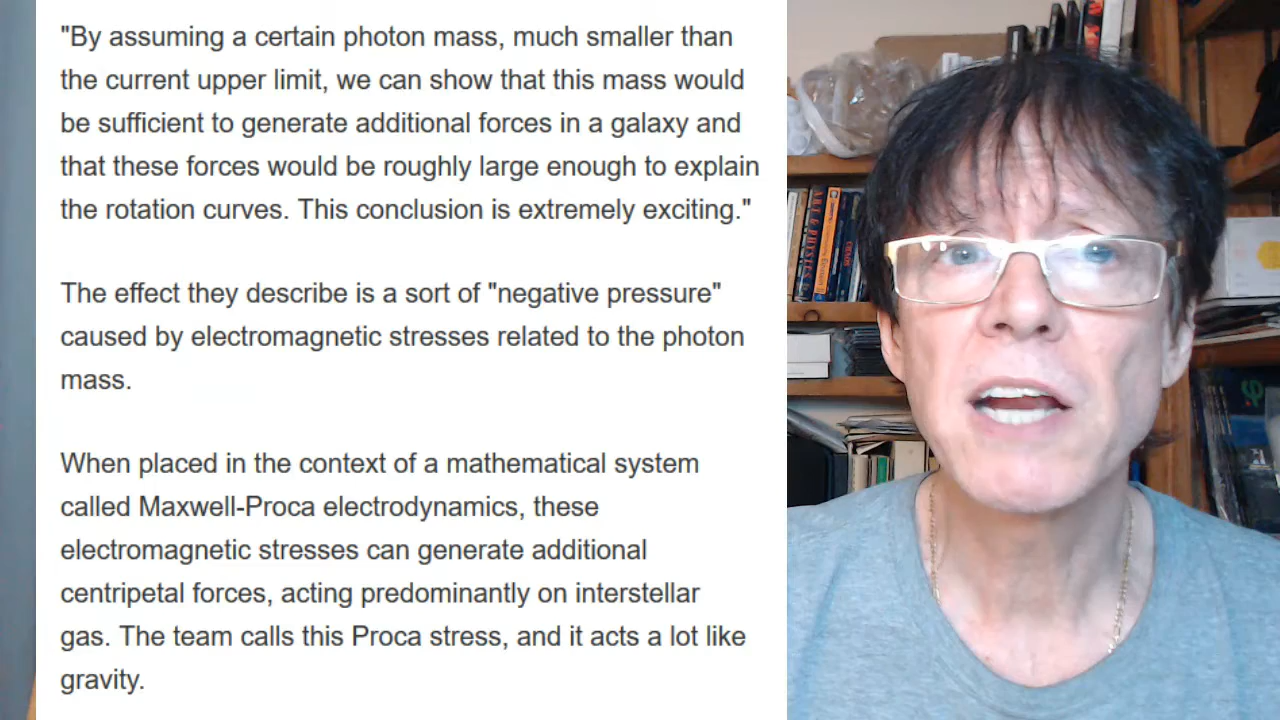 "By assuming a certain photon mass, much smaller than
the current upper limit, we can show that this mass would
be sufficient to generate additional forces in a galaxy and
that these forces would be roughly large enough to explain
the rotation curves. This conclusion is extremely exciting."
The effect they describe is a sort of "negative pressure"
caused by electromagnetic stresses related to the photon
mass.
When placed in the context of a mathematical system
called Maxwell-Proca electrodynamics, these
electromagnetic stresses can generate additional
centripetal forces, acting predominantly on interstellar
gas. The team calls this Proca stress, and it acts a lot like
gravity.
ART & PHYSICS
CHAOS